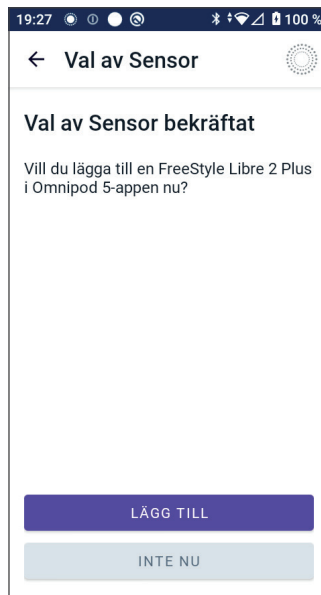 19:27 100 %
Val av Sensor
Val av Sensor bekräftat
Vill du lägga till en FreeStyle Libre 2 Plus
i Omnipod 5-appen nu?
LÄGG TILL
INTE NU